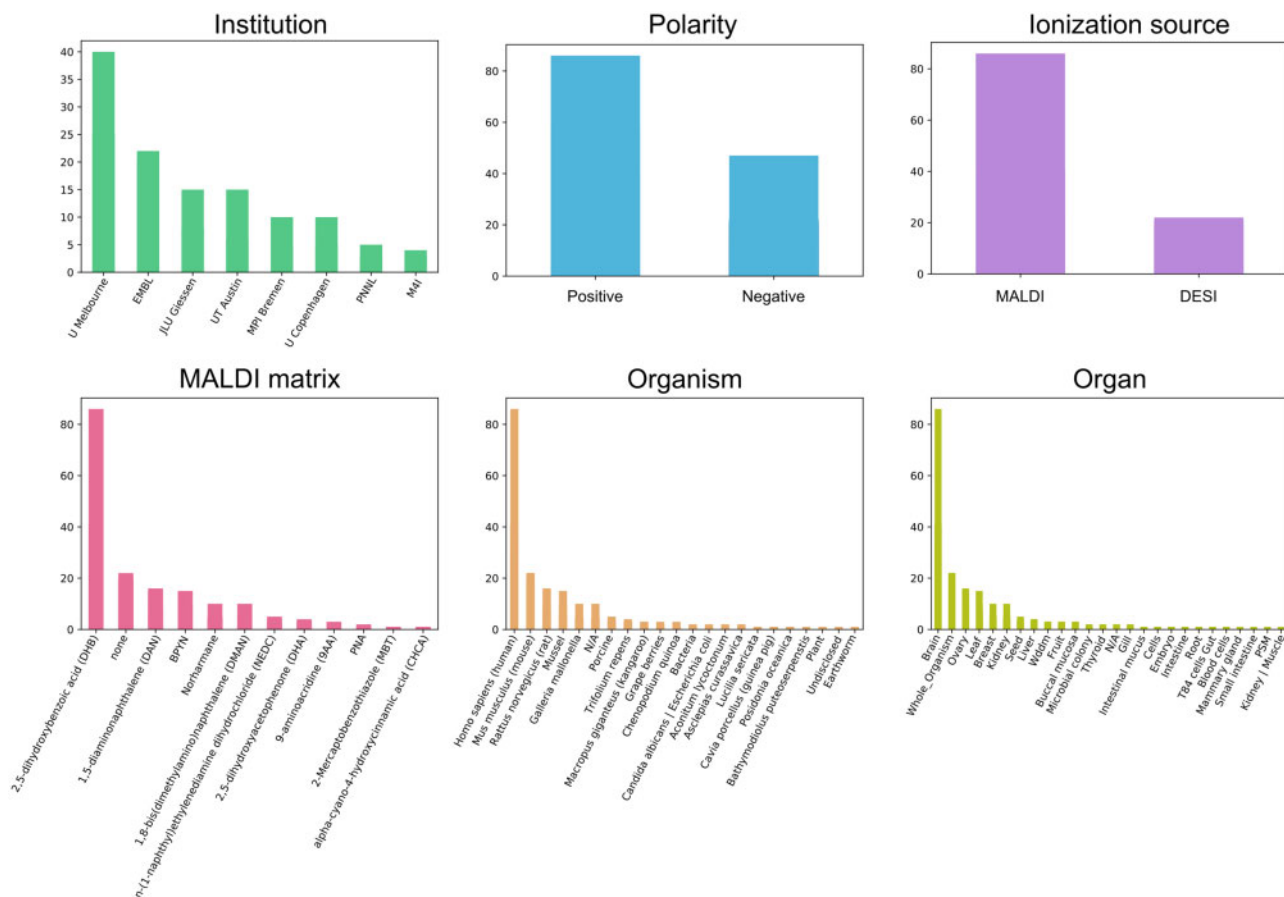 Institution
40
35
30
25
20
15
10
5
0
U Melbourne
EMBL
JLU Giessen
UT Austin
MPI Bremen
U Copenhagen
PNNL
M4I
Polarity
80
60
40
20
0
Positive
Negative
Ionization source
80
60
40
20
0
MALDI
DESI
MALDI matrix
80
60
40
20
0
2,5-dihydroxybenzoic acid (DHB)
none
1,5-diaminonaphthalene (DAN)
BPYN
Norharmane
1,8-bis(dimethylamino)naphthalene (DMAN)
n-(1-naphthyl)ethylenediamine dihydrochloride (NEDC)
2,5-dihydroxyacetophenone (DHA)
9-aminoacridine (9AA)
PNA
2-Mercaptobenzothiazole (MBT)
alpha-cyano-4-hydroxycinnamic acid (CHCA)
Organism
80
60
40
20
0
Homo sapiens (human)
Mus musculus (mouse)
Rattus norvegicus (rat)
Mussel
Galleria mallonella
N/A
Porcine
Trifolium repens
Macropus giganteus (kangaroo)
Grape berries
Chenopodium quinoa
Bacteria
Candida albicans | Escherichia coli
Aconitum lycoctonum
Asclepias curassavica
Lucilia sericata
Cavia porcellus (guinea pig)
Posidonia oceanica
Bathymodiolus puteoserpenstis
Plant
Undisclosed
Earthworm
Organ
80
60
40
20
0
Brain
Whole_Organism
Ovary
Leaf
Breast
Kidney
Seed
Liver
Wddm
Fruit
Buccal mucosa
Microbial colony
Thyroid
N/A
Gill
Intestinal mucus
Cells
Embryo
Intestine
Root
T84 cells Gut
Blood cells
Mammary gland
Small intestine
PSM
Kidney | Muscle